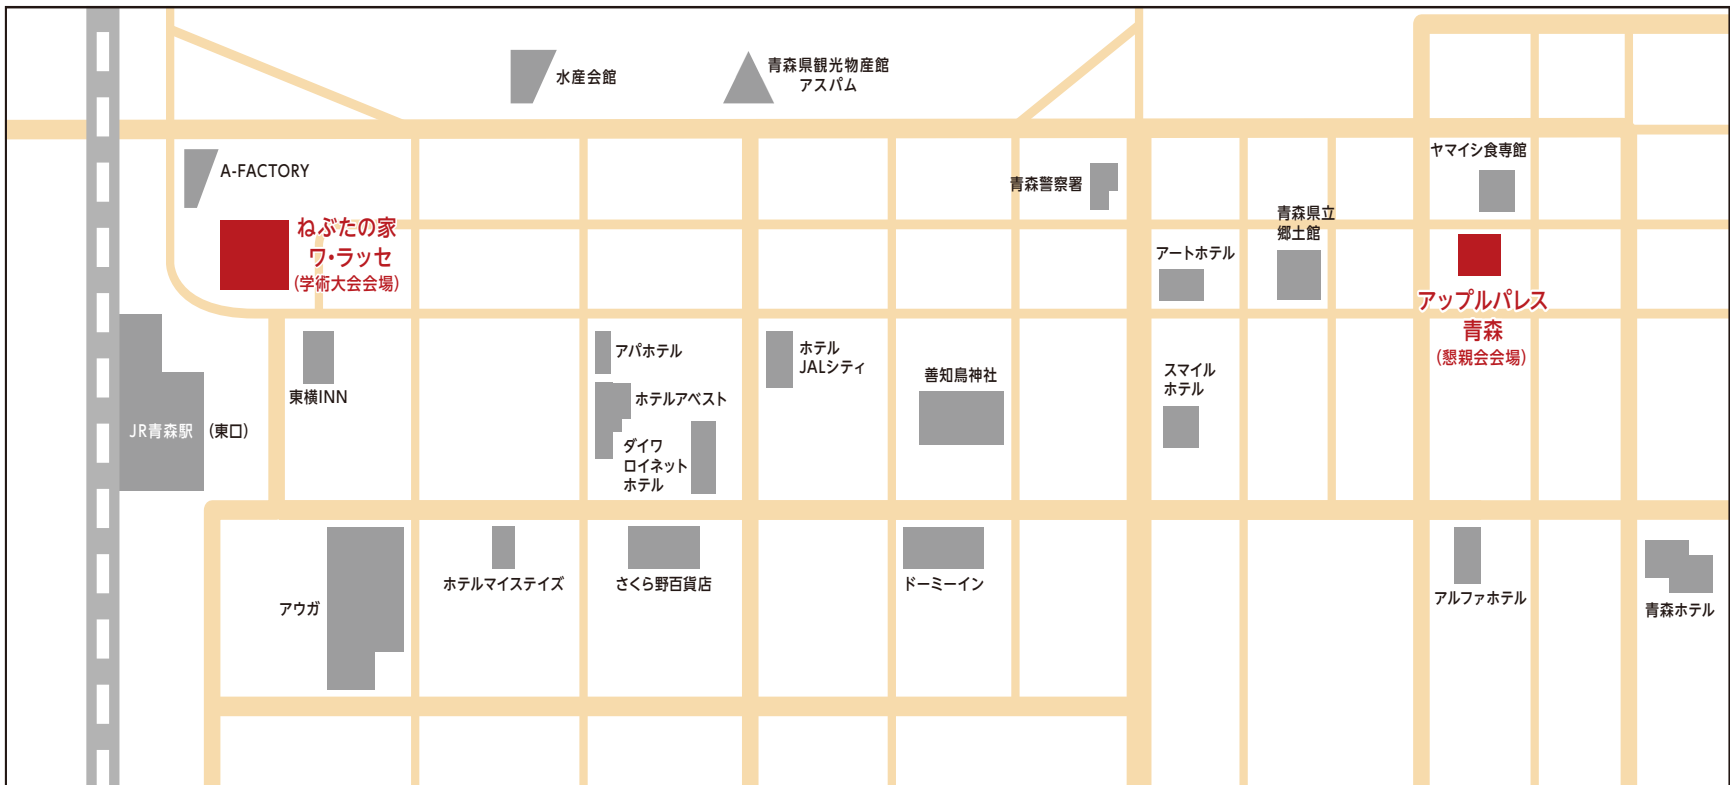 水産会館
青森県観光物産館
アスパム
A-FACTORY
ねぶたの家
ワ・ラッセ
(学術大会会場)
青森警察署
ヤマイシ食専館
青森県立
郷土館
アートホテル
アップルパレス
青森
(懇親会会場)
JR青森駅
(東口)
東横INN
アパホテル
ホテルアベスト
ダイワ
ロイネット
ホテル
ホテル
JALシティ
善知鳥神社
スマイル
ホテル
アウガ
ホテルマイステイズ
さくら野百貨店
ドーミーイン
アルファホテル
青森ホテル